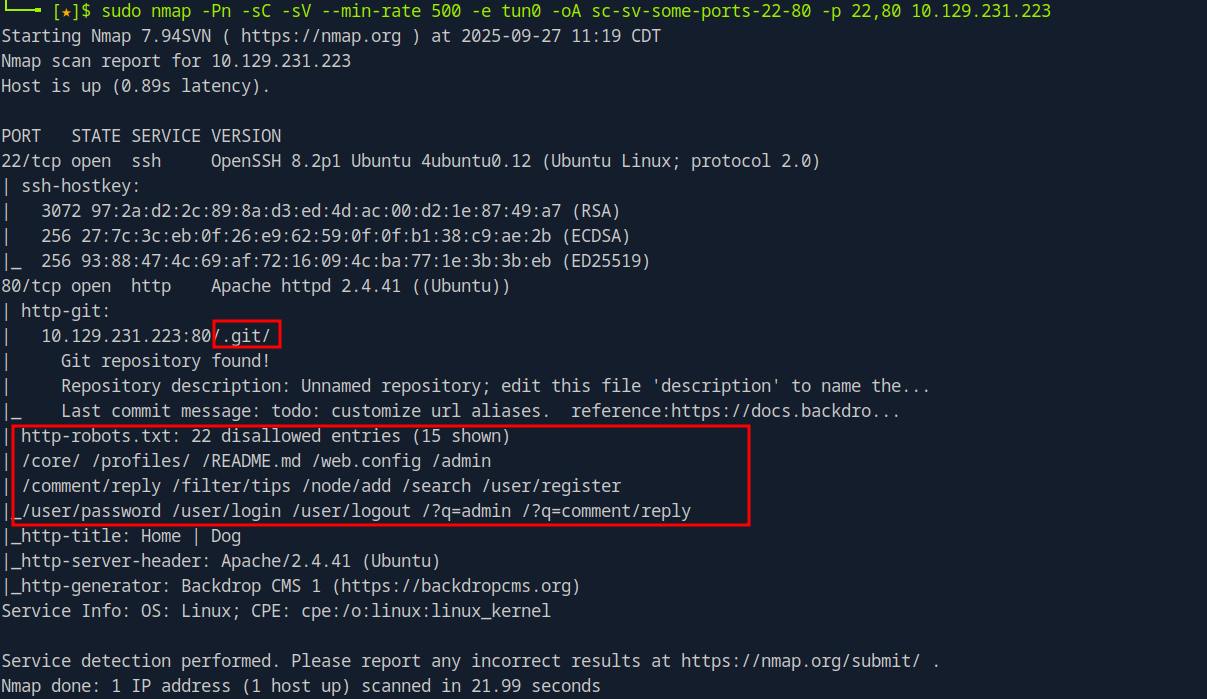 [★]$ sudo nmap -Pn -sC -sV --min-rate 500 -e tun0 -oA sc-sv-some-ports-22-80 -p 22,80 10.129.231.223
Starting Nmap 7.94SVN ( https://nmap.org ) at 2025-09-27 11:19 CDT
Nmap scan report for 10.129.231.223
Host is up (0.89s latency).
PORT   STATE SERVICE VERSION
22/tcp open  ssh     OpenSSH 8.2p1 Ubuntu 4ubuntu0.12 (Ubuntu Linux; protocol 2.0)
| ssh-hostkey:
|   3072 97:2a:d2:2c:89:8a:d3:ed:4d:ac:00:d2:1e:87:49:a7 (RSA)
|   256 27:7c:3c:eb:0f:26:e9:62:59:0f:0f:b1:38:c9:ae:2b (ECDSA)
|_  256 93:88:47:4c:69:af:72:16:09:4c:ba:77:1e:3b:3b:eb (ED25519)
80/tcp open  http    Apache httpd 2.4.41 ((Ubuntu))
| http-git:
|   10.129.231.223:80/.git/
|     Git repository found!
|     Repository description: Unnamed repository; edit this file 'description' to name the...
|_    Last commit message: todo: customize url aliases.  reference:https://docs.backdro...
| http-robots.txt: 22 disallowed entries (15 shown)
| /core/ /profiles/ /README.md /web.config /admin
| /comment/reply /filter/tips /node/add /search /user/register
|_/user/password /user/login /user/logout /?q=admin /?q=comment/reply
|_http-title: Home | Dog
|_http-server-header: Apache/2.4.41 (Ubuntu)
|_http-generator: Backdrop CMS 1 (https://backdropcms.org)
Service Info: OS: Linux; CPE: cpe:/o:linux:linux_kernel
Service detection performed. Please report any incorrect results at https://nmap.org/submit/ .
Nmap done: 1 IP address (1 host up) scanned in 21.99 seconds